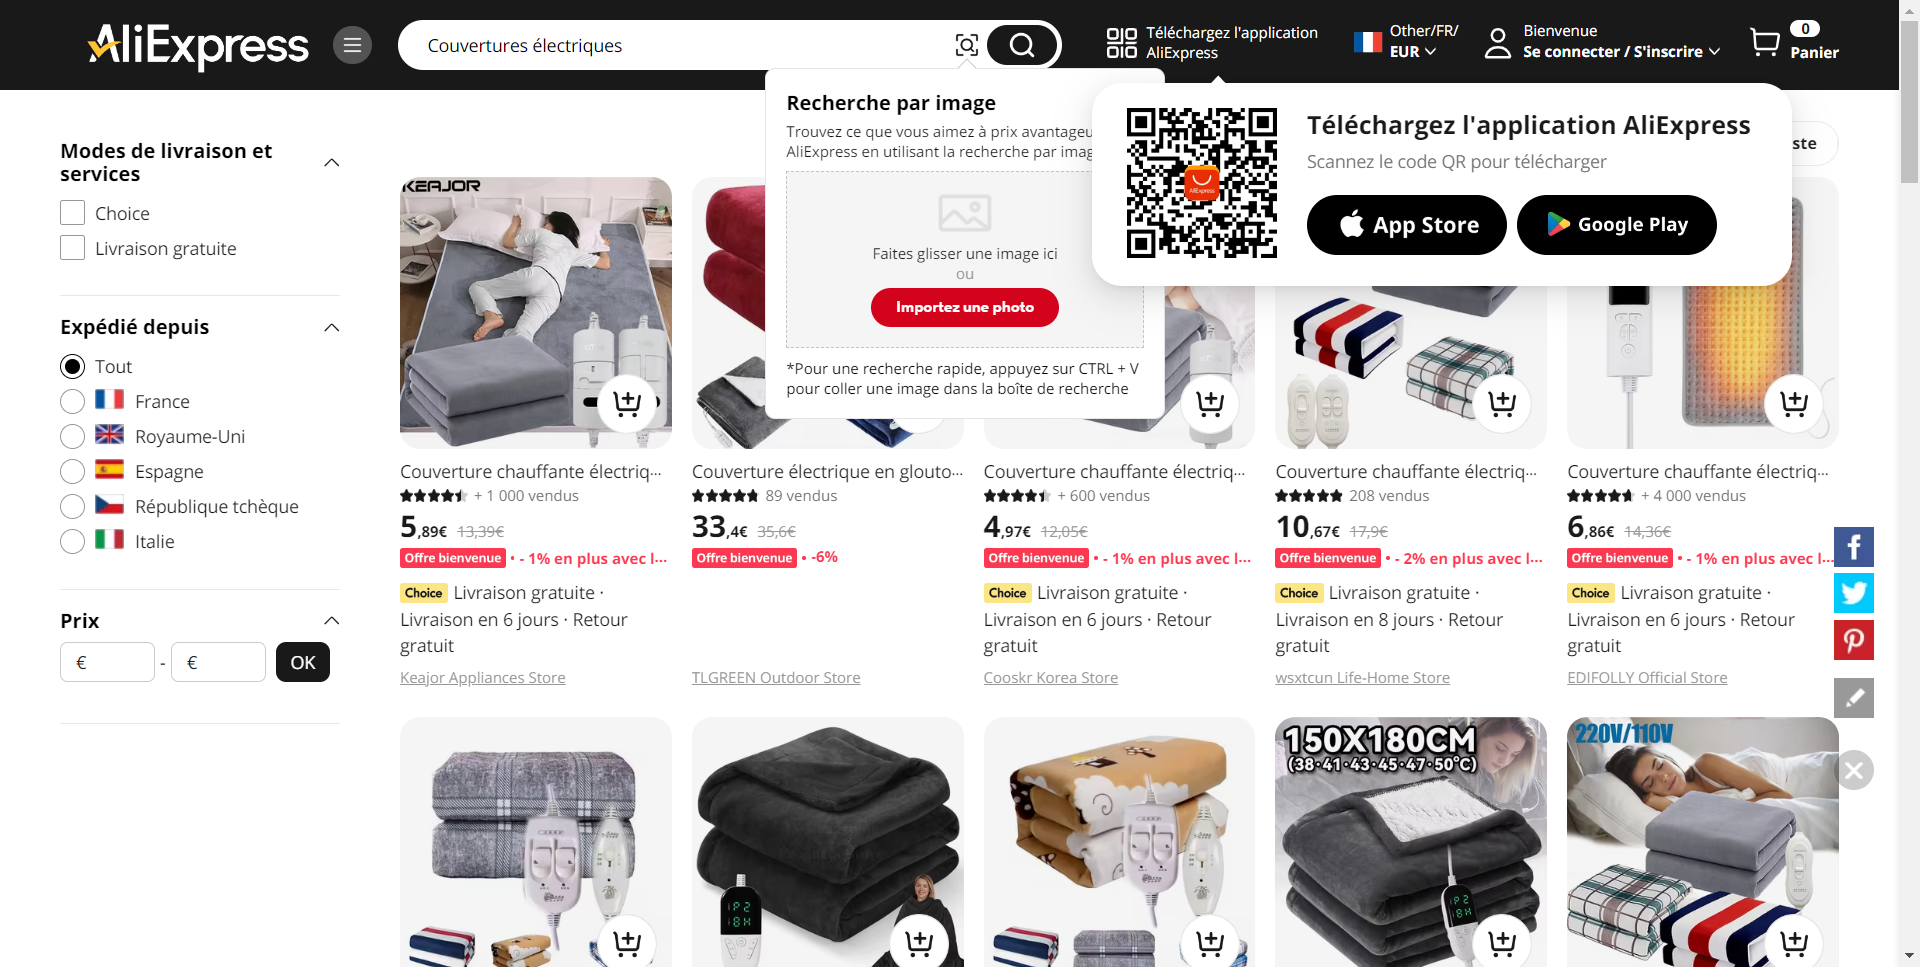 AliExpress
Couvertures électriques
Téléchargez l'application
AliExpress
Other/FR/
EUR
Bienvenue
Se connecter / S'inscrire
0
Panier
Recherche par image
Trouvez ce que vous aimez à prix avantageu
AliExpress en utilisant la recherche par imag
Faites glisser une image ici
ou
Importez une photo
*Pour une recherche rapide, appuyez sur CTRL + V
pour coller une image dans la boîte de recherche
Téléchargez l'application AliExpress
Scannez le code QR pour télécharger
AliExpress
App Store
Google Play
ste
Modes de livraison et
services
Choice
Livraison gratuite
Expédié depuis
Tout
France
Royaume-Uni
Espagne
République tchèque
Italie
Prix
€ - € OK
KEAJOR
Couverture chauffante électriq...
+ 1 000 vendus
5,89€ 13,39€
Offre bienvenue • - 1% en plus avec l...
Choice Livraison gratuite ·
Livraison en 6 jours · Retour
gratuit
Keajor Appliances Store
Couverture électrique en glouto...
89 vendus
33,4€ 35,6€
Offre bienvenue • -6%
TLGREEN Outdoor Store
Couverture chauffante électriq...
+ 600 vendus
4,97€ 12,05€
Offre bienvenue • - 1% en plus avec l...
Choice Livraison gratuite ·
Livraison en 6 jours · Retour
gratuit
Cooskr Korea Store
Couverture chauffante électriq...
208 vendus
10,67€ 17,9€
Offre bienvenue • - 2% en plus avec l...
Choice Livraison gratuite ·
Livraison en 8 jours · Retour
gratuit
wsxtcun Life-Home Store
Couverture chauffante électriq...
+ 4 000 vendus
6,86€ 14,36€
Offre bienvenue • - 1% en plus avec l...
Choice Livraison gratuite ·
Livraison en 6 jours · Retour
gratuit
EDIFOLLY Official Store
150X180CM
(38·41·43·45·47·50°C)
220V/110V